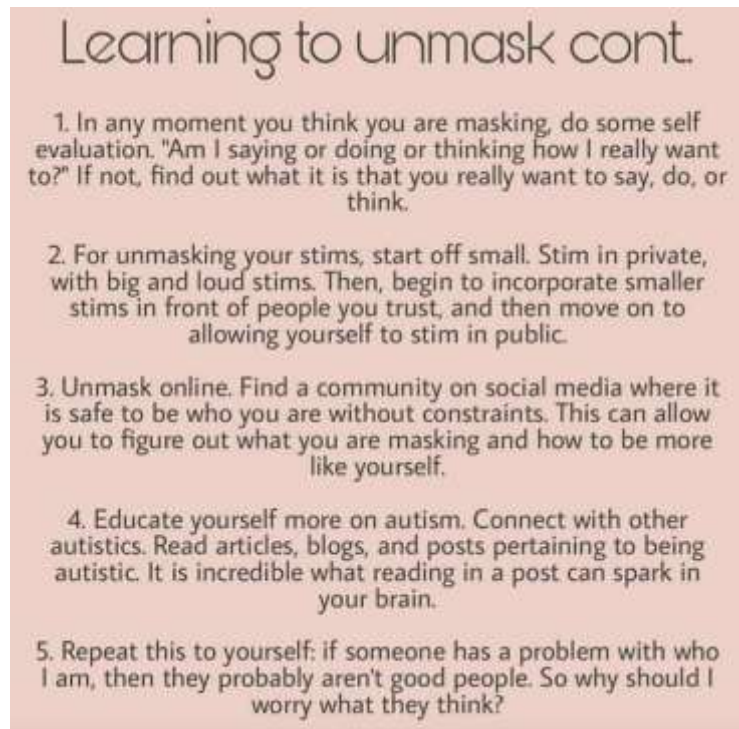 Learning to unmask cont.
1. In any moment you think you are masking, do some self
evaluation. "Am I saying or doing or thinking how I really want
to?" If not, find out what it is that you really want to say, do, or
think.
2. For unmasking your stims, start off small. Stim in private,
with big and loud stims. Then, begin to incorporate smaller
stims in front of people you trust, and then move on to
allowing yourself to stim in public.
3. Unmask online. Find a community on social media where it
is safe to be who you are without constraints. This can allow
you to figure out what you are masking and how to be more
like yourself.
4. Educate yourself more on autism. Connect with other
autistics. Read articles, blogs, and posts pertaining to being
autistic. It is incredible what reading in a post can spark in
your brain.
5. Repeat this to yourself: if someone has a problem with who
I am, then they probably aren't good people. So why should I
worry what they think?